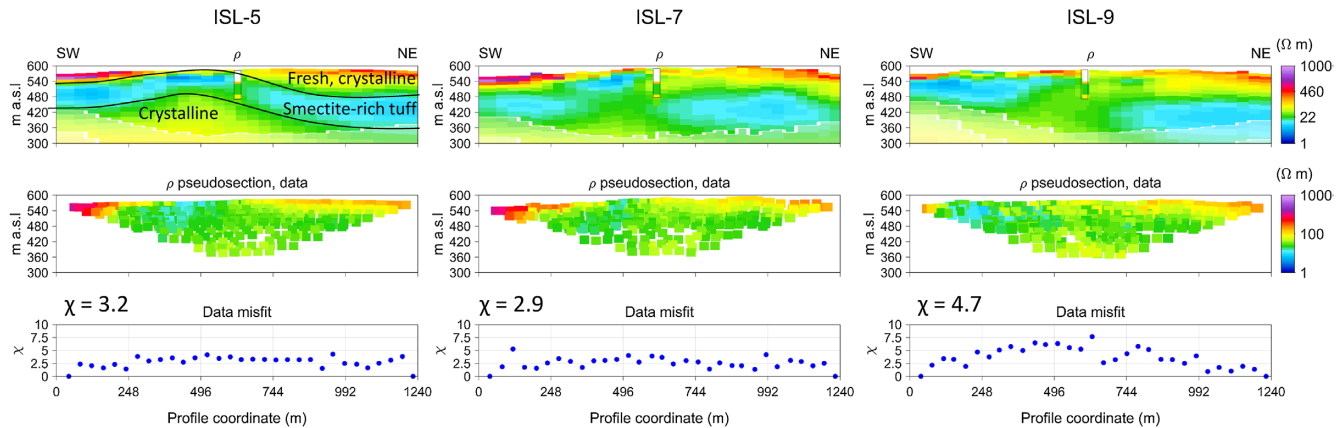 ISL-5 ISL-7 ISL-9
SW ρ NE SW ρ NE SW ρ NE (Ω m)
m a.s.l 600 540 480 420 360 300 Fresh, crystalline Smectite-rich tuff Crystalline
m a.s.l 600 540 480 420 360 300
m a.s.l 600 540 480 420 360 300
1000 460 22 1
ρ pseudosection, data ρ pseudosection, data ρ pseudosection, data (Ω m)
m a.s.l 600 540 480 420 360 300
m a.s.l 600 540 480 420 360 300
m a.s.l 600 540 480 420 360 300
1000 100 10 1
χ = 3.2 Data misfit χ = 2.9 Data misfit χ = 4.7 Data misfit
χ 10 7.5 5 2.5 0
χ 10 7.5 5 2.5 0
χ 10 7.5 5 2.5 0
0 248 496 744 992 1240 0 248 496 744 992 1240 0 248 496 744 992 1240
Profile coordinate (m) Profile coordinate (m) Profile coordinate (m)